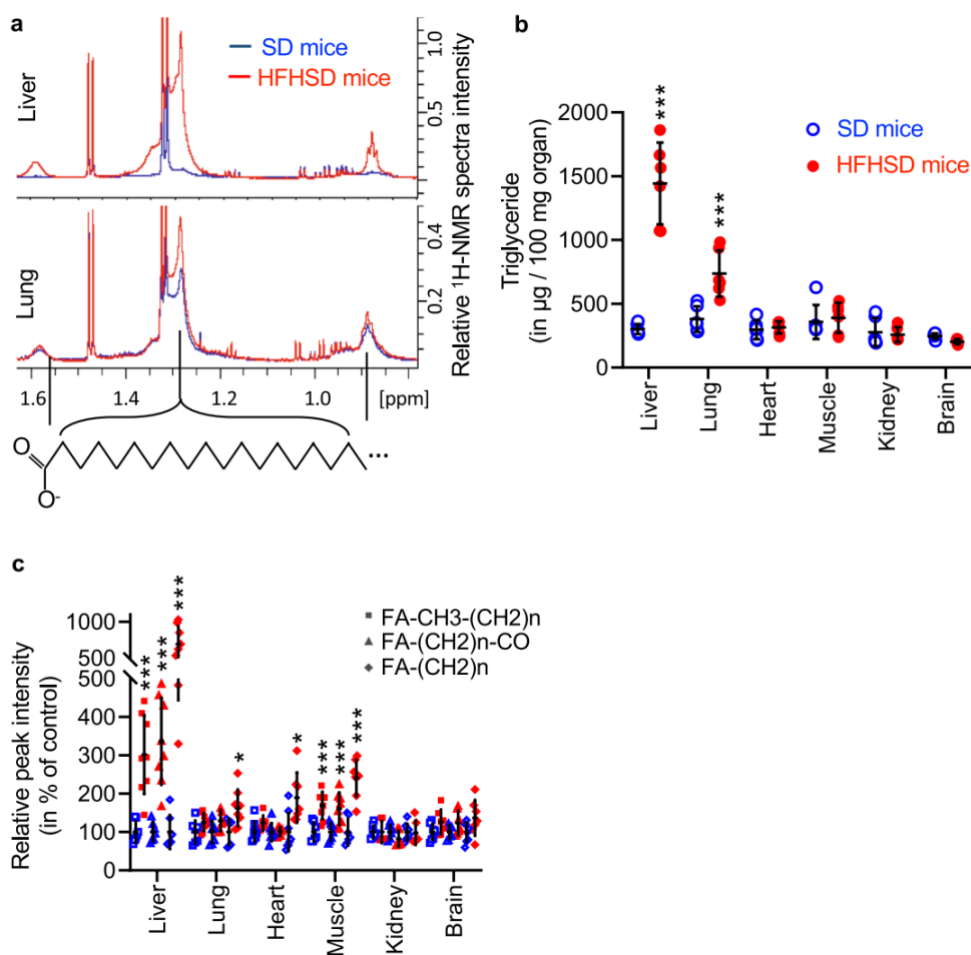 a
SD mice
HFHSD mice
Liver
1.0
0.5
Lung
0.4
0.2
Relative ¹H-NMR spectra intensity
1.6
1.4
1.2
1.0
[ppm]
O
O-
...
b
Triglyceride
(in µg / 100 mg organ)
2000
1500
1000
500
0
***
***
SD mice
HFHSD mice
Liver
Lung
Heart
Muscle
Kidney
Brain
c
Relative peak intensity
(in % of control)
1000
500
500
400
300
200
100
0
***
***
***
*
*
***
***
***
FA-CH3-(CH2)n
FA-(CH2)n-CO
FA-(CH2)n
Liver
Lung
Heart
Muscle
Kidney
Brain